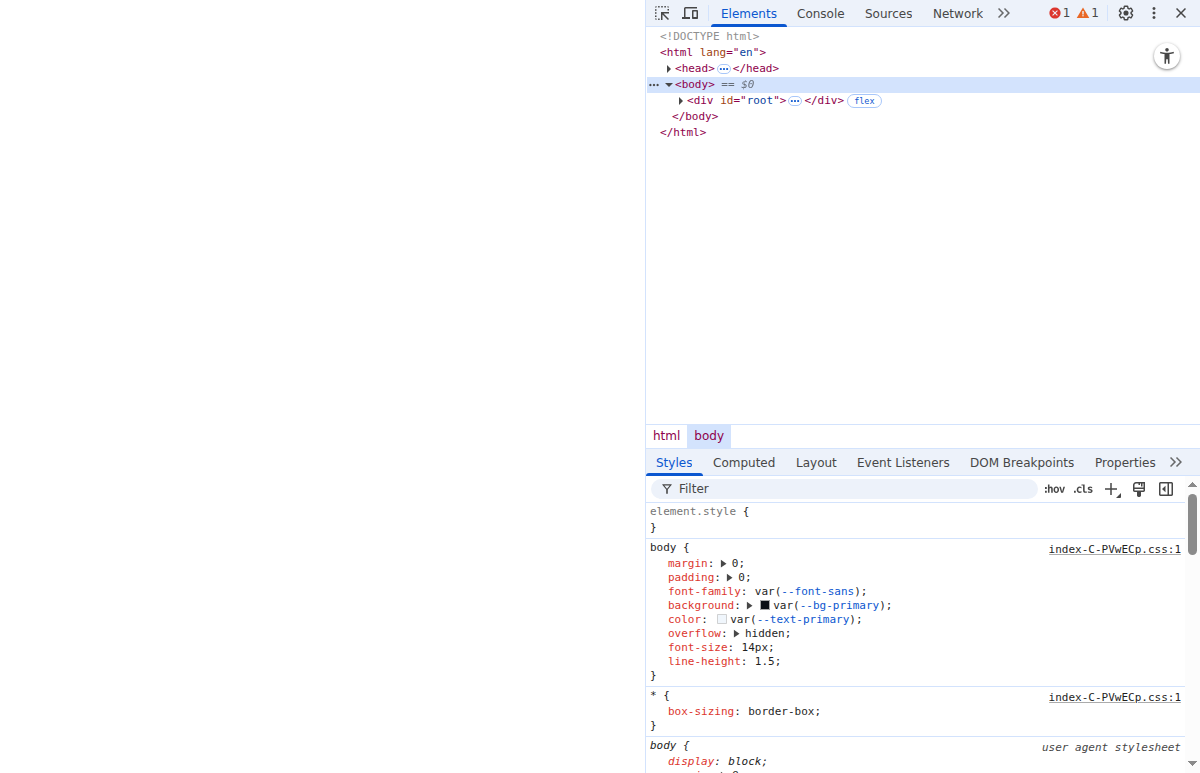 Elements Console Sources Network 1 1
<!DOCTYPE html>
<html lang="en">
<head> ... </head>
... <body> == $0
<div id="root"> ... </div> flex
</body>
</html>
html body
Styles Computed Layout Event Listeners DOM Breakpoints Properties
Filter :hov .cls
element.style {
}
body { index-C-PVwECp.css:1
margin: 0;
padding: 0;
font-family: var(--font-sans);
background: var(--bg-primary);
color: var(--text-primary);
overflow: hidden;
font-size: 14px;
line-height: 1.5;
}
* { index-C-PVwECp.css:1
box-sizing: border-box;
}
body { user agent stylesheet
display: block;